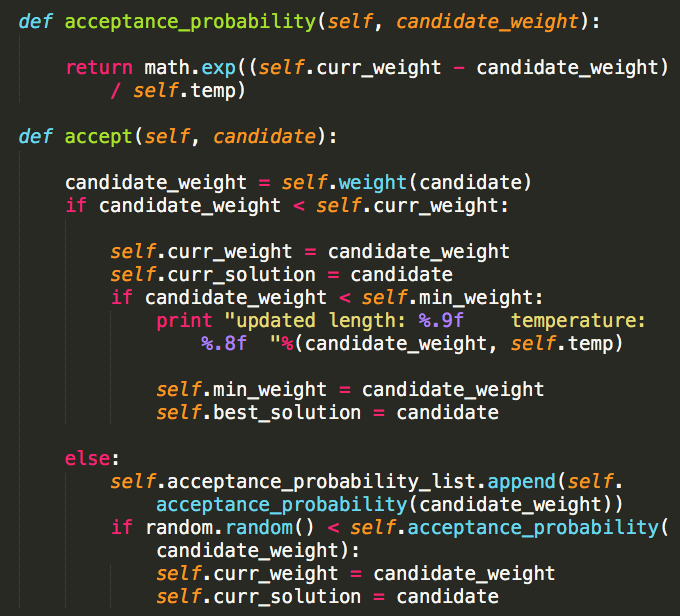 def acceptance_probability(self, candidate_weight):
return math.exp((self.curr_weight - candidate_weight)
/ self.temp)
def accept(self, candidate):
candidate_weight = self.weight(candidate)
if candidate_weight < self.curr_weight:
self.curr_weight = candidate_weight
self.curr_solution = candidate
if candidate_weight < self.min_weight:
print "updated length: %.9f    temperature:
%.8f  "%(candidate_weight, self.temp)
self.min_weight = candidate_weight
self.best_solution = candidate
else:
self.acceptance_probability_list.append(self.
acceptance_probability(candidate_weight))
if random.random() < self.acceptance_probability(
candidate_weight):
self.curr_weight = candidate_weight
self.curr_solution = candidate